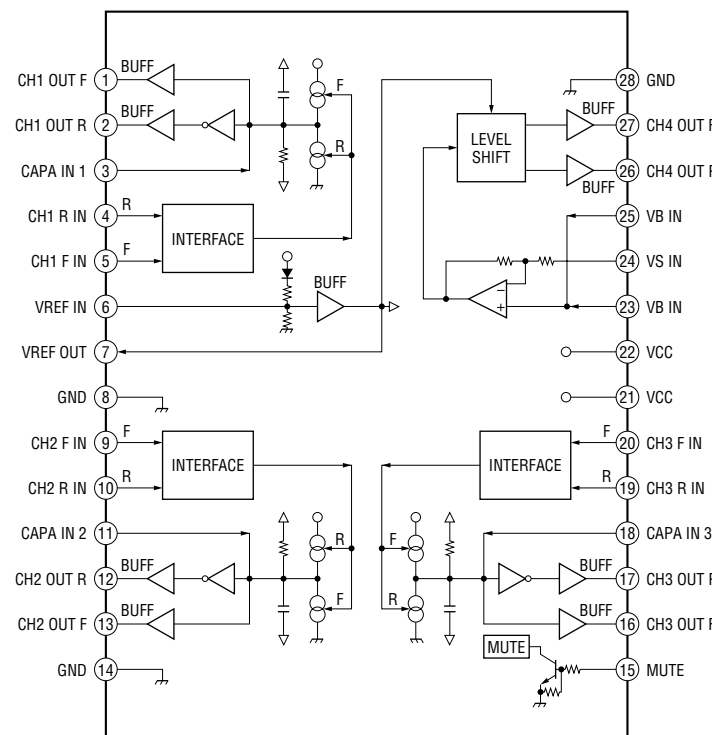 CH1 OUT F 1 BUFF
CH1 OUT R 2 BUFF
CAPA IN 1 3
CH1 R IN 4 R
CH1 F IN 5 F
INTERFACE
VREF IN 6 BUFF
VREF OUT 7
GND 8
CH2 F IN 9 F
CH2 R IN 10 R
INTERFACE
CAPA IN 2 11
CH2 OUT R 12 BUFF
CH2 OUT F 13 BUFF
GND 14
F
R
R
F
28 GND
BUFF 27 CH4 OUT
LEVEL
SHIFT
26 CH4 OUT
BUFF
25 VB IN
24 VS IN
−
+
23 VB IN
22 VCC
21 VCC
F 20 CH3 F IN
R 19 CH3 R IN
INTERFACE
18 CAPA IN 3
F
R
BUFF 17 CH3 OUT
BUFF 16 CH3 OUT
MUTE
15 MUTE